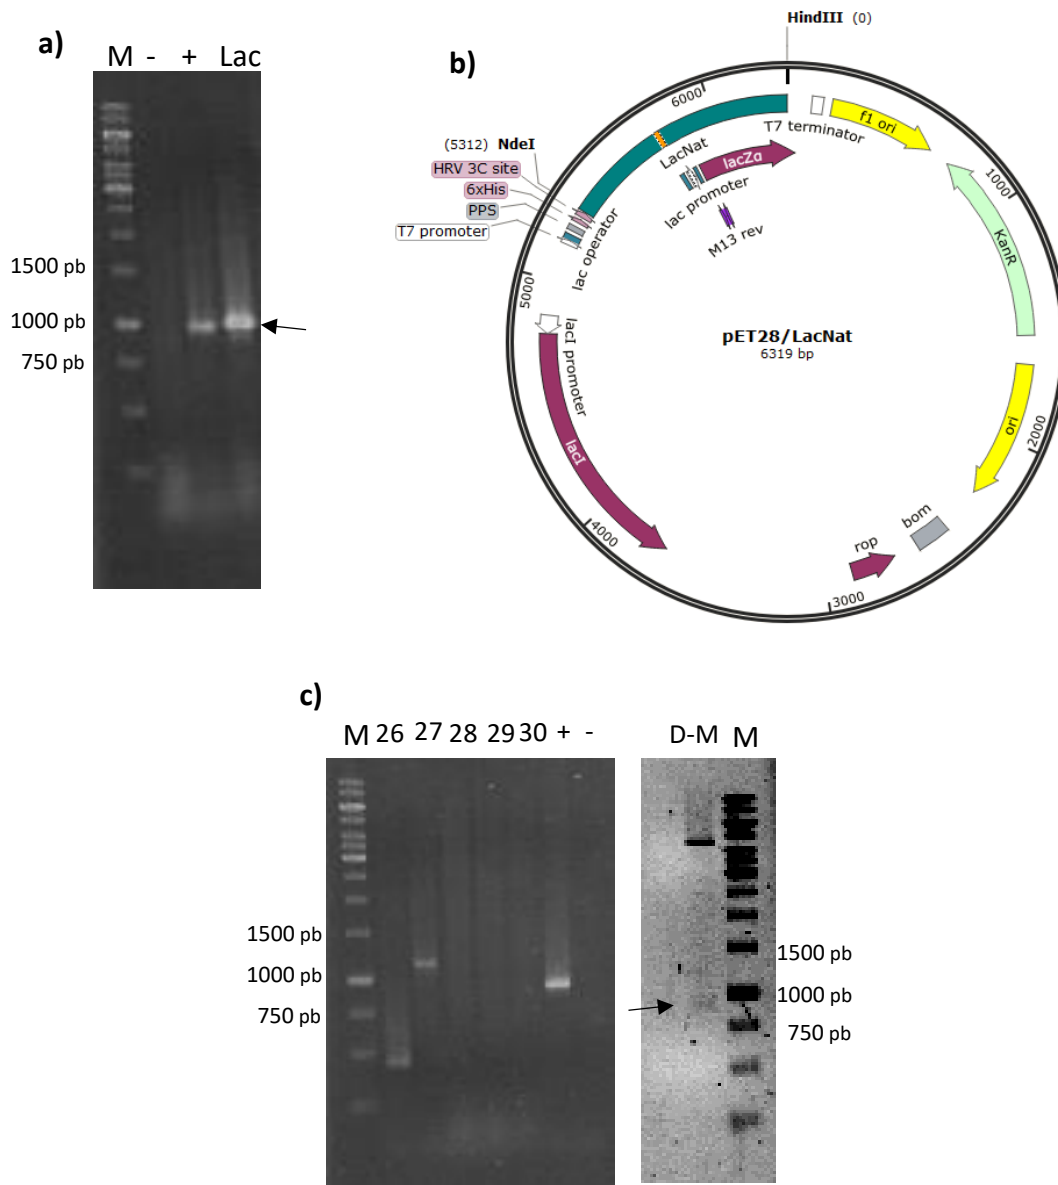 a)
M - + Lac
1500 pb
1000 pb
750 pb
b)
HindIII (0)
6000
T7 terminator
f1 ori
(5312) NdeI
HRV 3C site
6xHis
PPS
T7 promoter
lac operator
LacNat
lac promoter
lacZα
M13 rev
1000
KanR
5000
lacI promoter
lacI
pET28/LacNat
6319 bp
ori
2000
4000
rop
bom
3000
c)
M 26 27 28 29 30 + -
1500 pb
1000 pb
750 pb
D-M M
1500 pb
1000 pb
750 pb